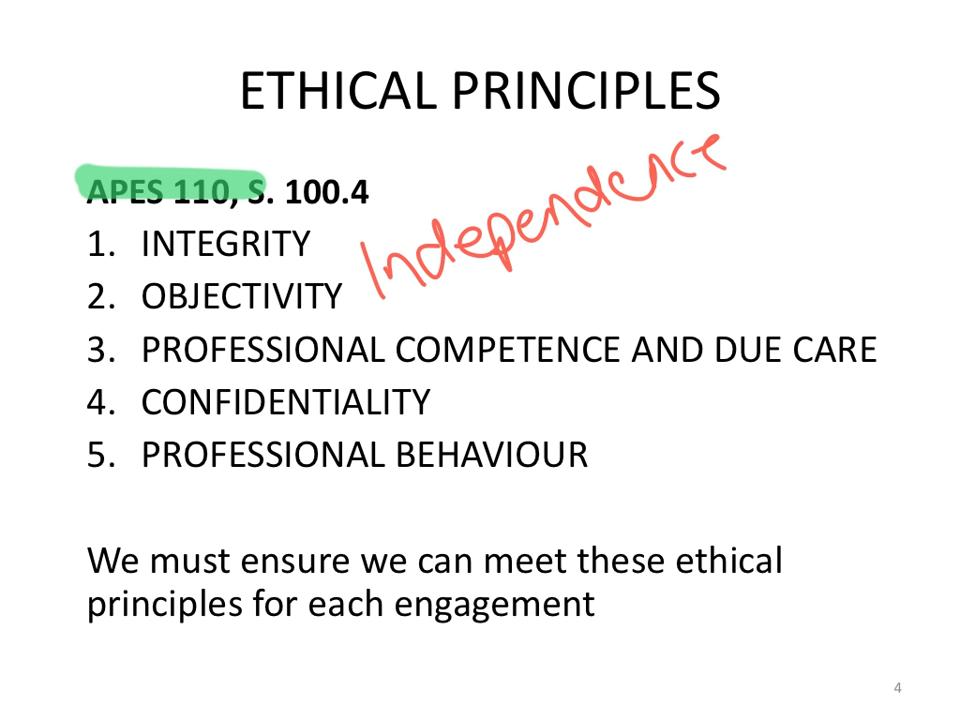 ETHICAL PRINCIPLES
APES 110, S. 100.4
Independence
1. INTEGRITY
2. OBJECTIVITY
3. PROFESSIONAL COMPETENCE AND DUE CARE
4. CONFIDENTIALITY
5. PROFESSIONAL BEHAVIOUR
We must ensure we can meet these ethical
principles for each engagement
4